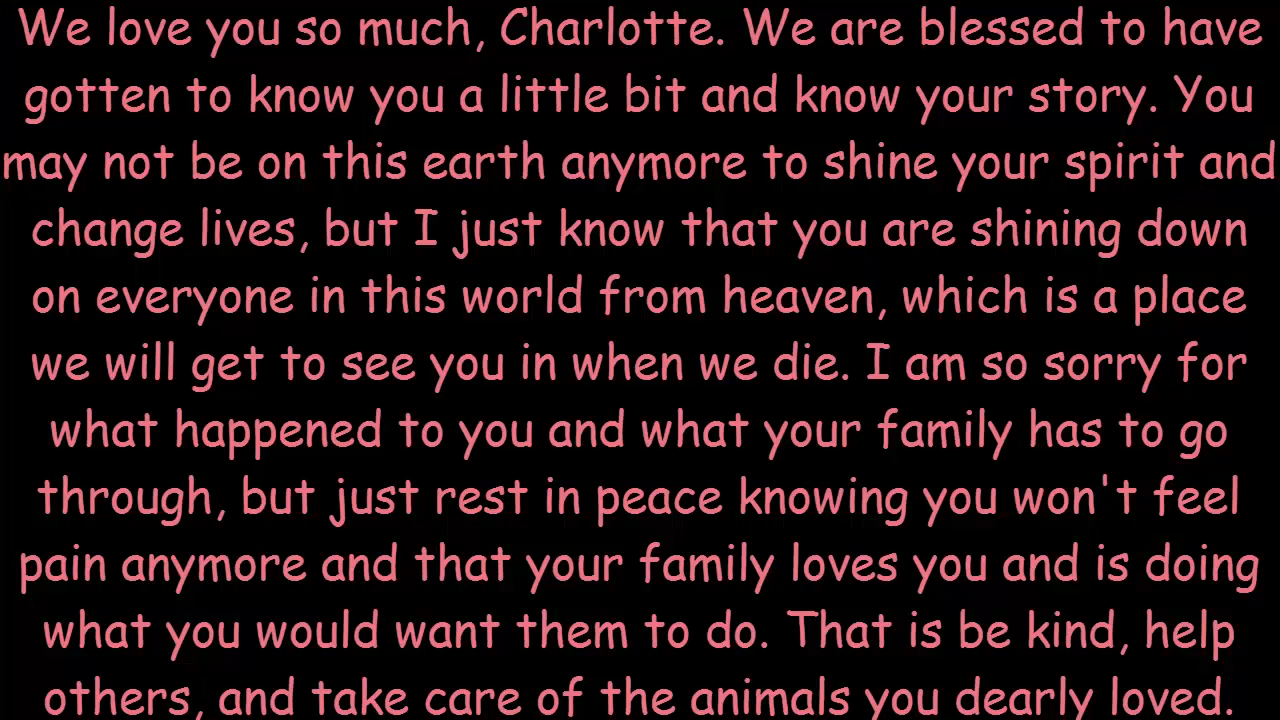 We love you so much, Charlotte. We are blessed to have
gotten to know you a little bit and know your story. You
may not be on this earth anymore to shine your spirit and
change lives, but I just know that you are shining down
on everyone in this world from heaven, which is a place
we will get to see you in when we die. I am so sorry for
what happened to you and what your family has to go
through, but just rest in peace knowing you won't feel
pain anymore and that your family loves you and is doing
what you would want them to do. That is be kind, help
others, and take care of the animals you dearly loved.